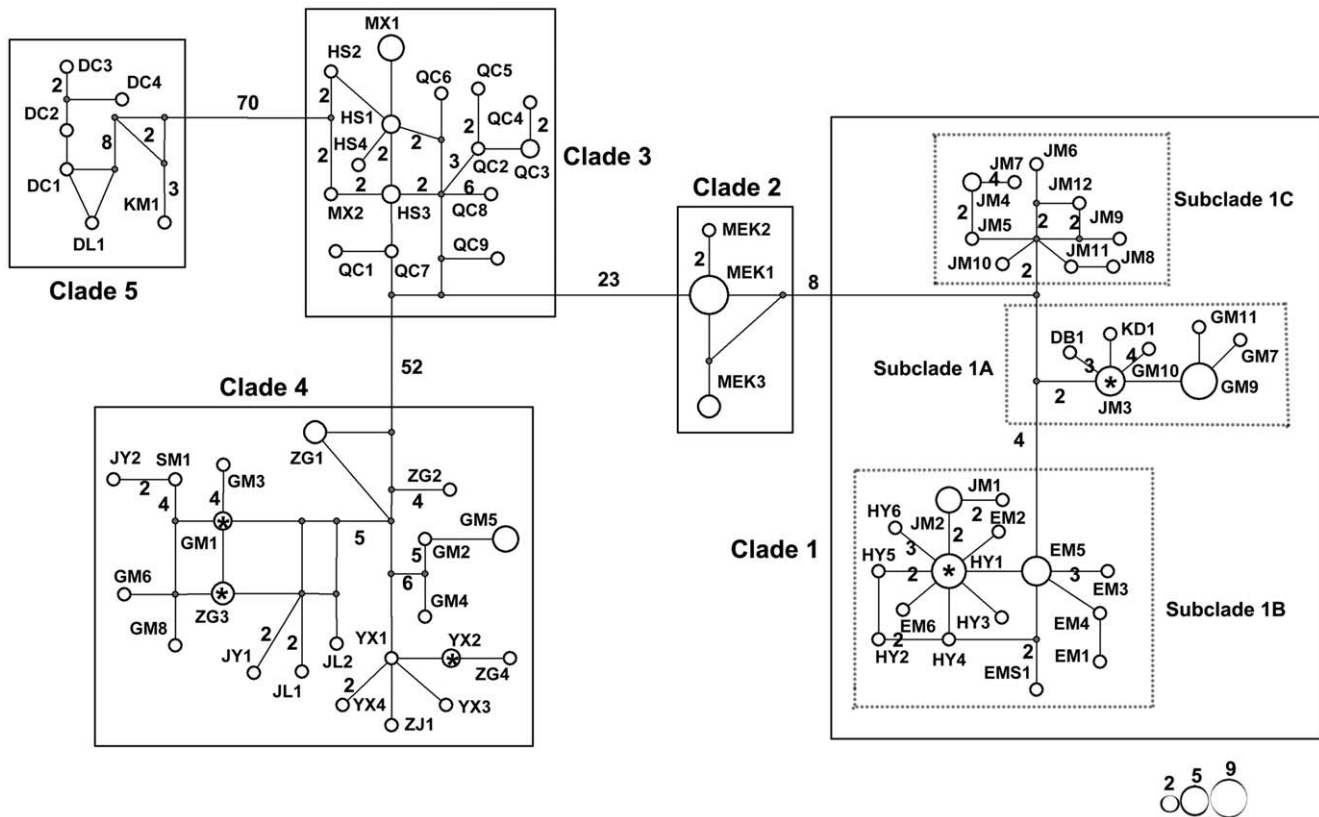 Clade 5
DC3
2
DC4
DC2
8
2
DC1
3
KM1
DL1
70
Clade 3
MX1
HS2
QC6
QC5
2
HS1
QC4
2
HS4
2
2
3
QC2
QC3
2
MX2
2
HS3
2
6
QC8
QC9
QC1
QC7
23
52
Clade 2
MEK2
2
MEK1
MEK3
8
Clade 4
ZG1
JY2
SM1
GM3
ZG2
2
4
4
4
GM1
*
5
GM5
5
GM2
6
GM6
*
ZG3
GM4
GM8
2
2
JY1
JL1
JL2
YX1
YX2
*
ZG4
2
YX4
YX3
ZJ1
Clade 1
Subclade 1C
JM7
JM6
4
JM4
JM12
2
JM5
2
2
JM9
JM10
JM11
JM8
2
Subclade 1A
GM11
DB1
KD1
3
4
GM7
GM10
*
2
JM3
GM9
4
Subclade 1B
JM1
HY6
JM2
2
EM2
3
2
HY5
2
*
HY1
EM5
3
EM3
EM6
HY3
EM4
2
HY2
HY4
2
EM1
EMS1
2
5
9